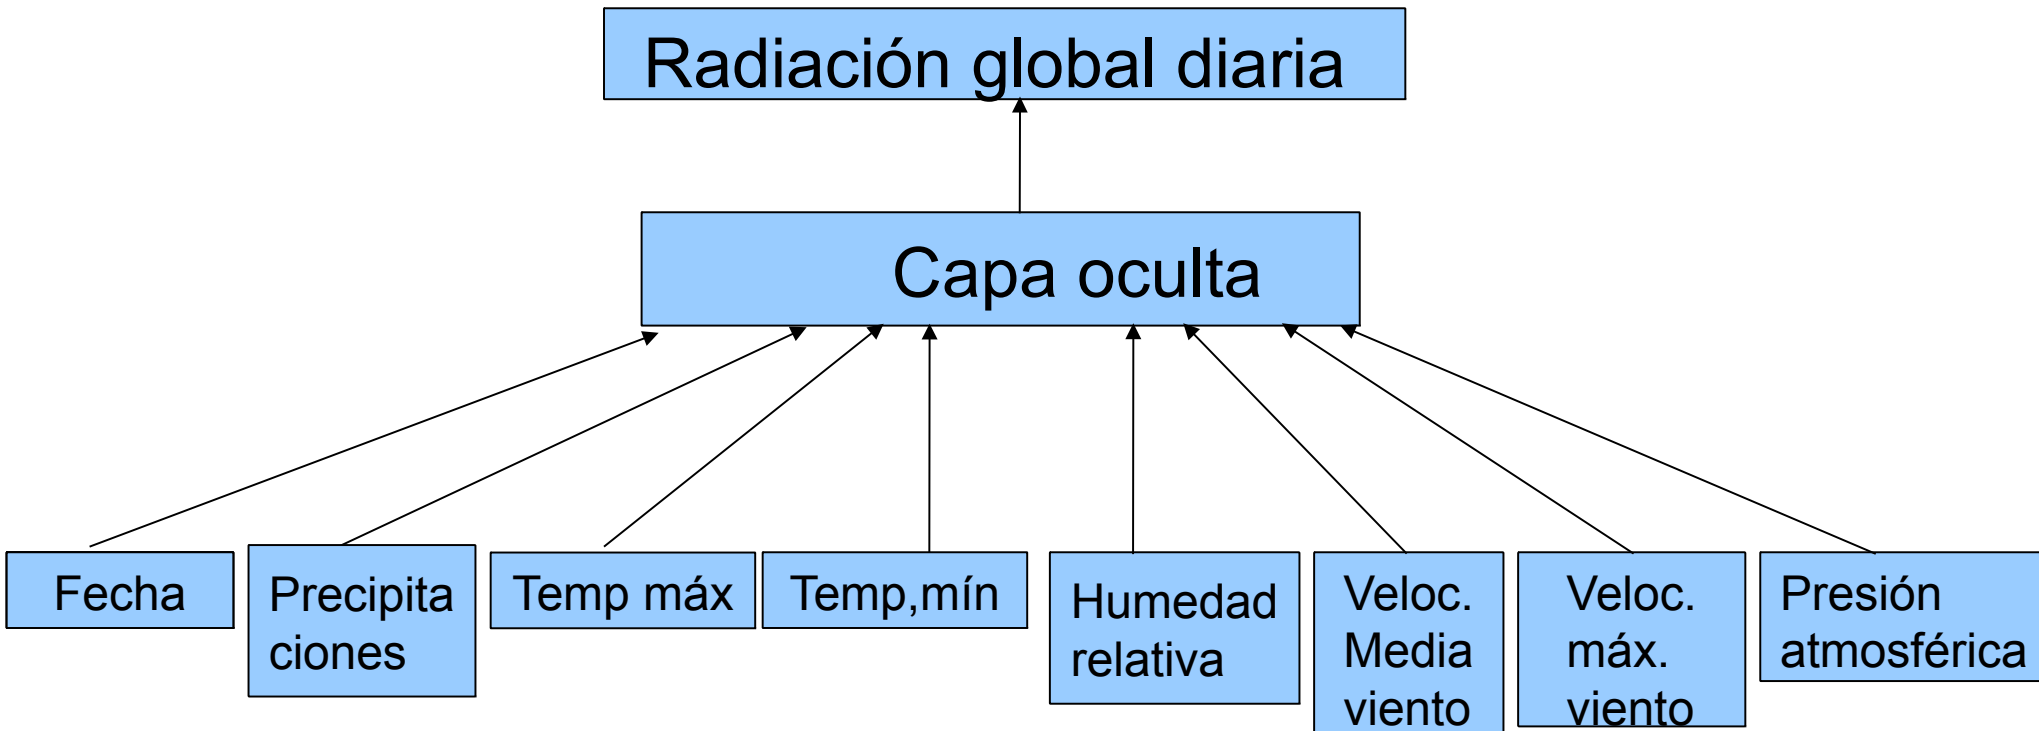 Radiación global diaria
Capa oculta
Fecha
Precipita
ciones
Temp máx
Temp,mín
Humedad
relativa
Veloc.
Media
viento
Veloc.
máx.
viento
Presión
atmosférica